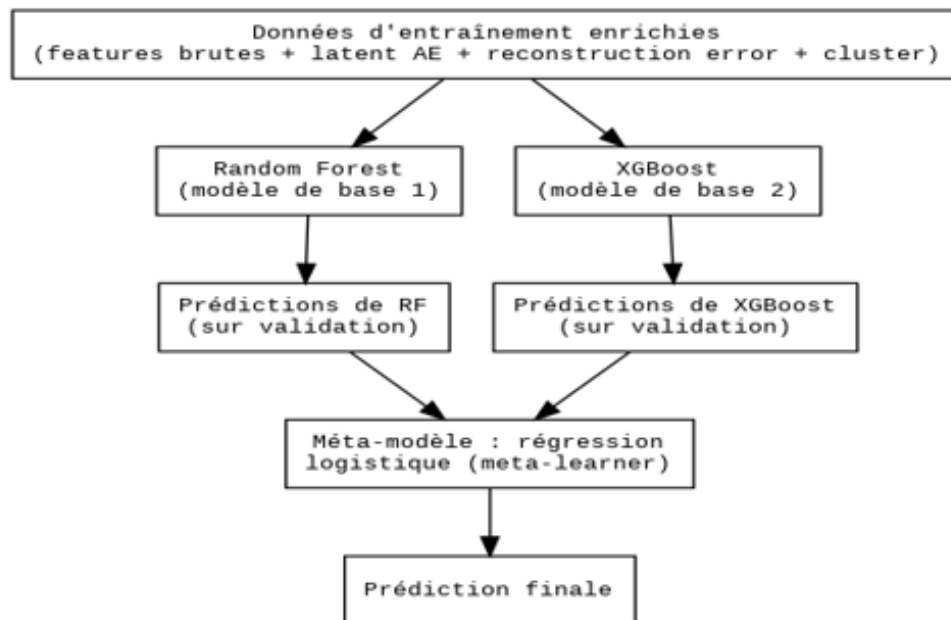 Données d'entraînement enrichies
(features brutes + latent AE + reconstruction error + cluster)
Random Forest
(modèle de base 1)
XGBoost
(modèle de base 2)
Prédictions de RF
(sur validation)
Prédictions de XGBoost
(sur validation)
Méta-modèle : régression
logistique (meta-learner)
Prédiction finale